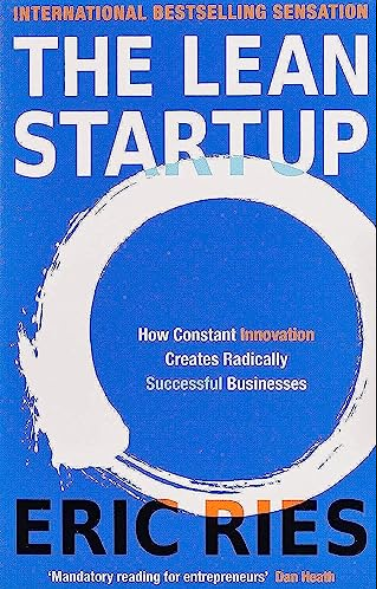 INTERNATIONAL BESTSELLING SENSATION
THE LEAN
STARTUP
How Constant Innovation
Creates Radically
Successful Businesses
ERIC RIES
'Mandatory reading for entrepreneurs' Dan Heath